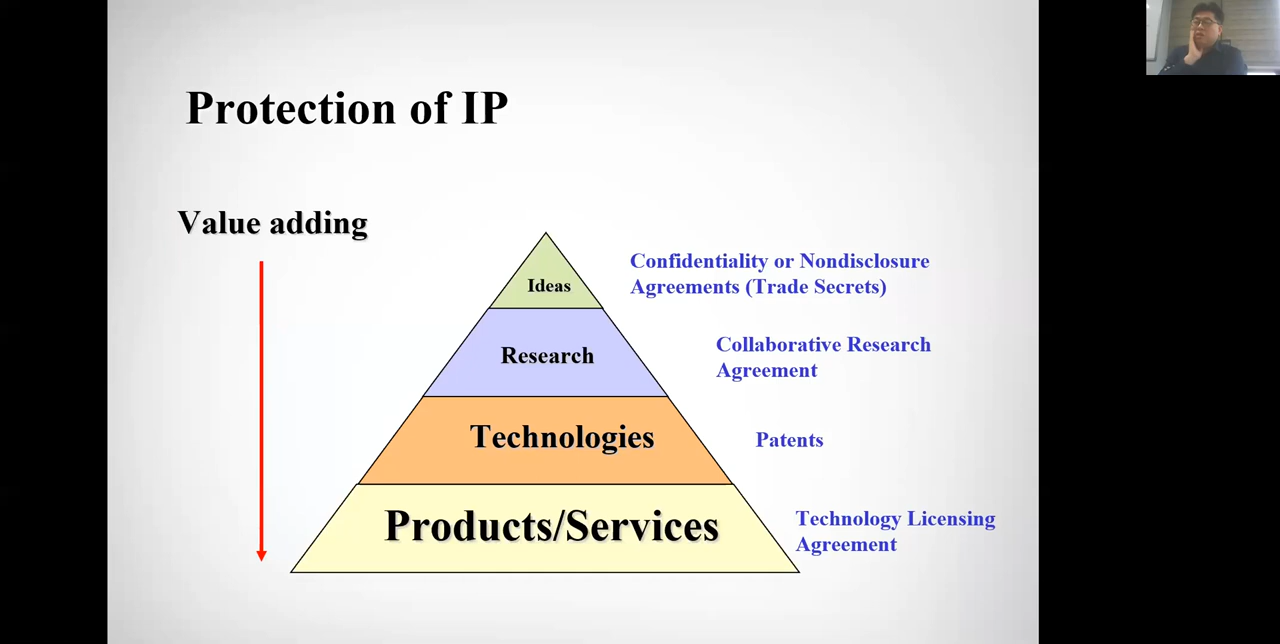 Protection of IP
Value adding
Ideas
Confidentiality or Nondisclosure
Agreements (Trade Secrets)
Research
Collaborative Research
Agreement
Technologies
Patents
Products/Services
Technology Licensing
Agreement